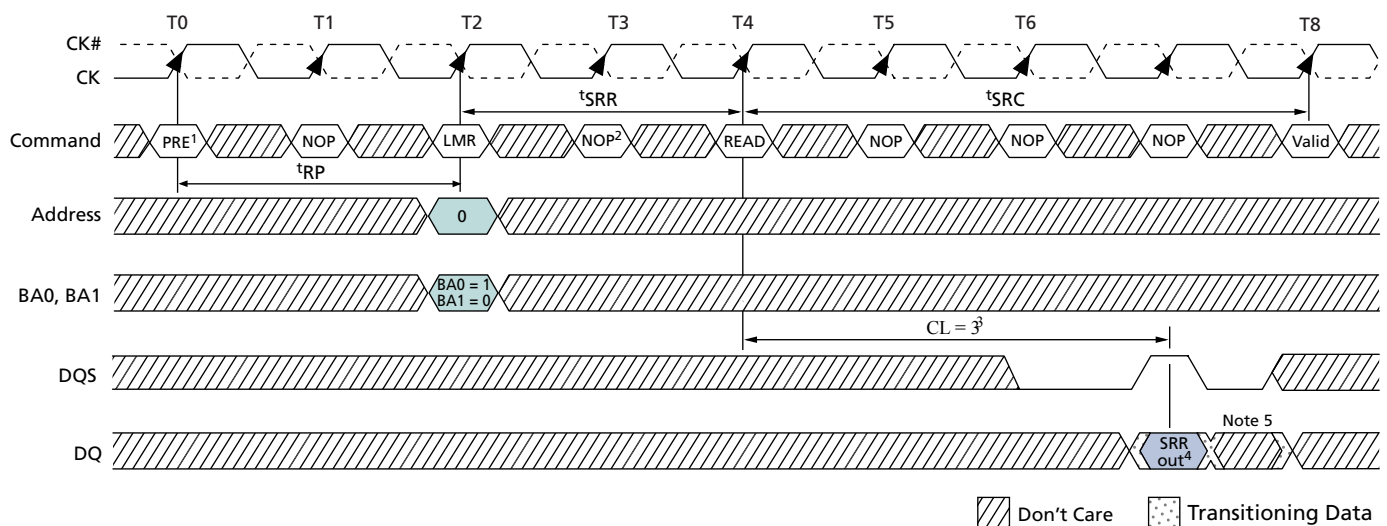 T0 T1 T2 T3 T4 T5 T6 T8
CK#
CK
tSRR tSRC
Command PRE1 NOP LMR NOP2 READ NOP NOP NOP Valid
tRP
Address 0
BA0, BA1 BA0 = 1
BA1 = 0
CL = 33
DQS
Note 5
DQ SRR
out4
Don't Care Transitioning Data